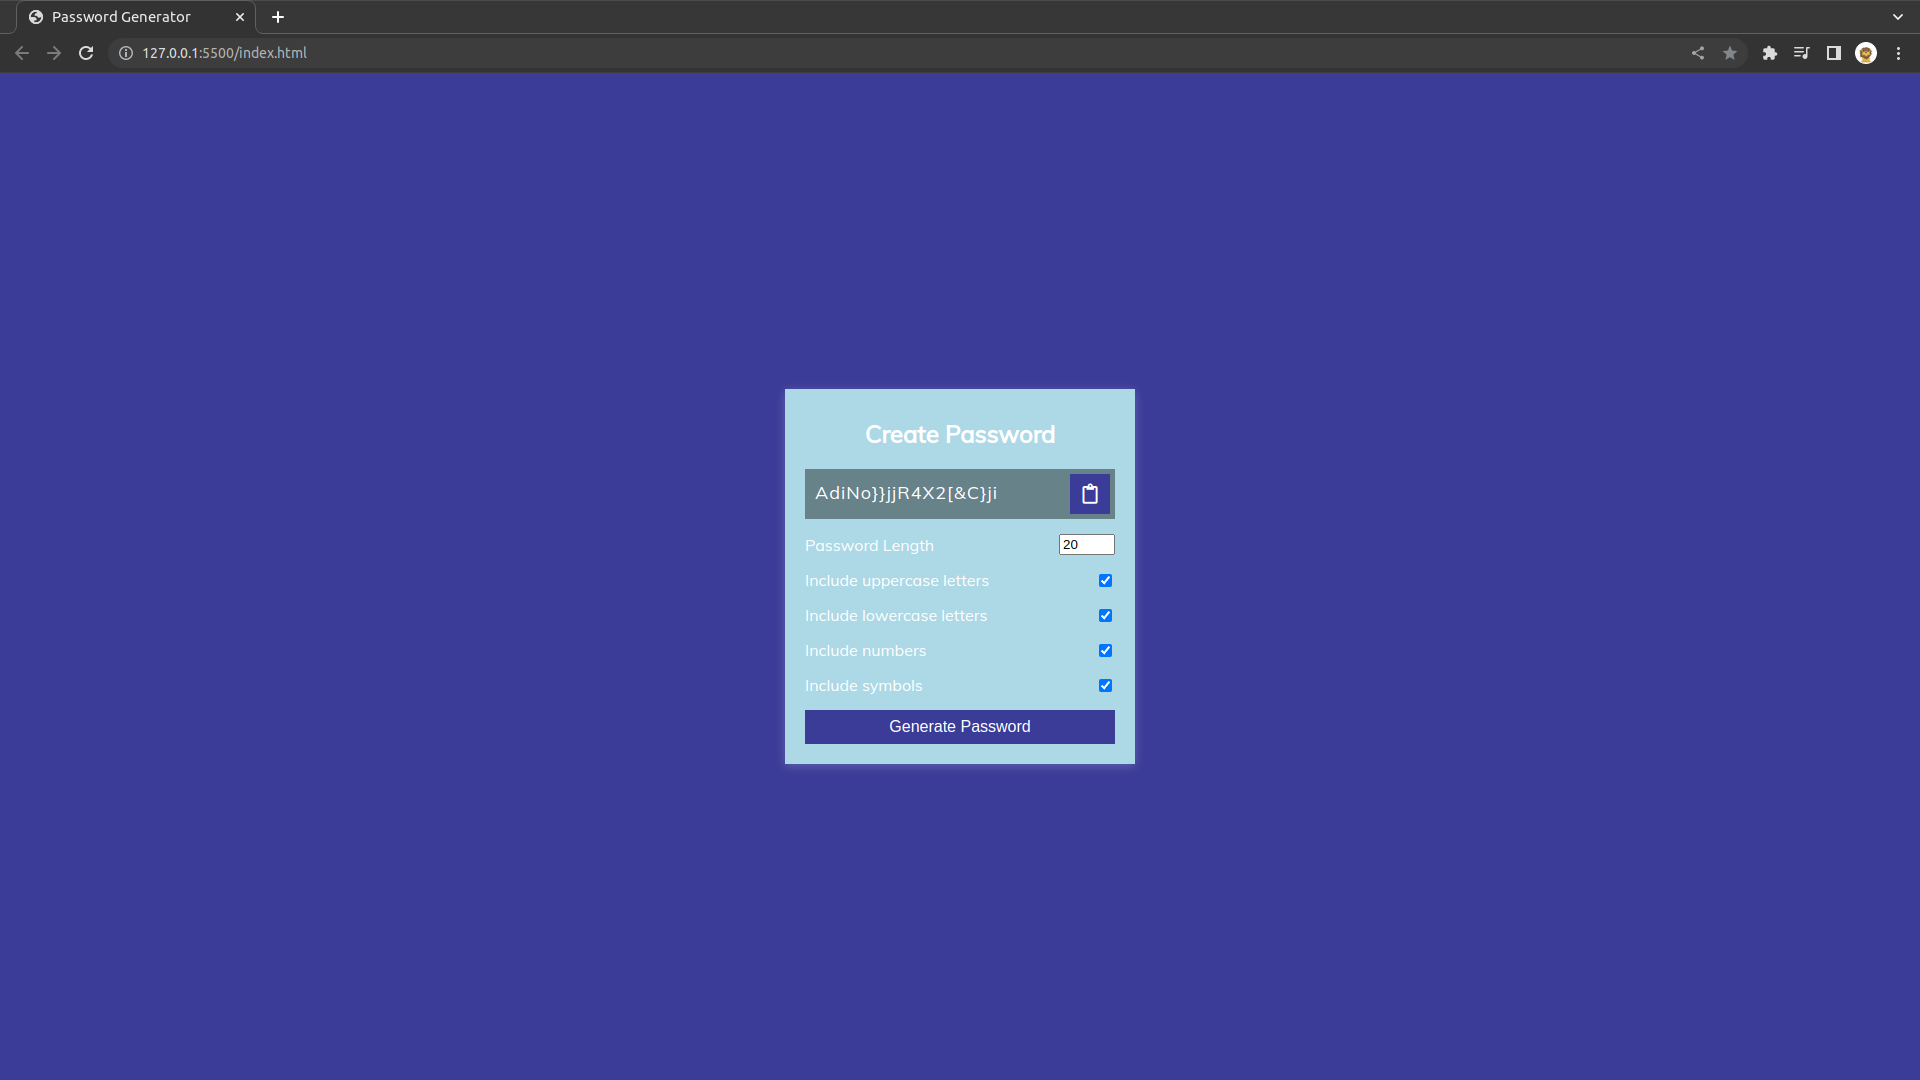 Password Generator
127.0.0.1:5500/index.html
Create Password
AdiNo}}jjR4X2[&C}ji
Password Length 20
Include uppercase letters
Include lowercase letters
Include numbers
Include symbols
Generate Password